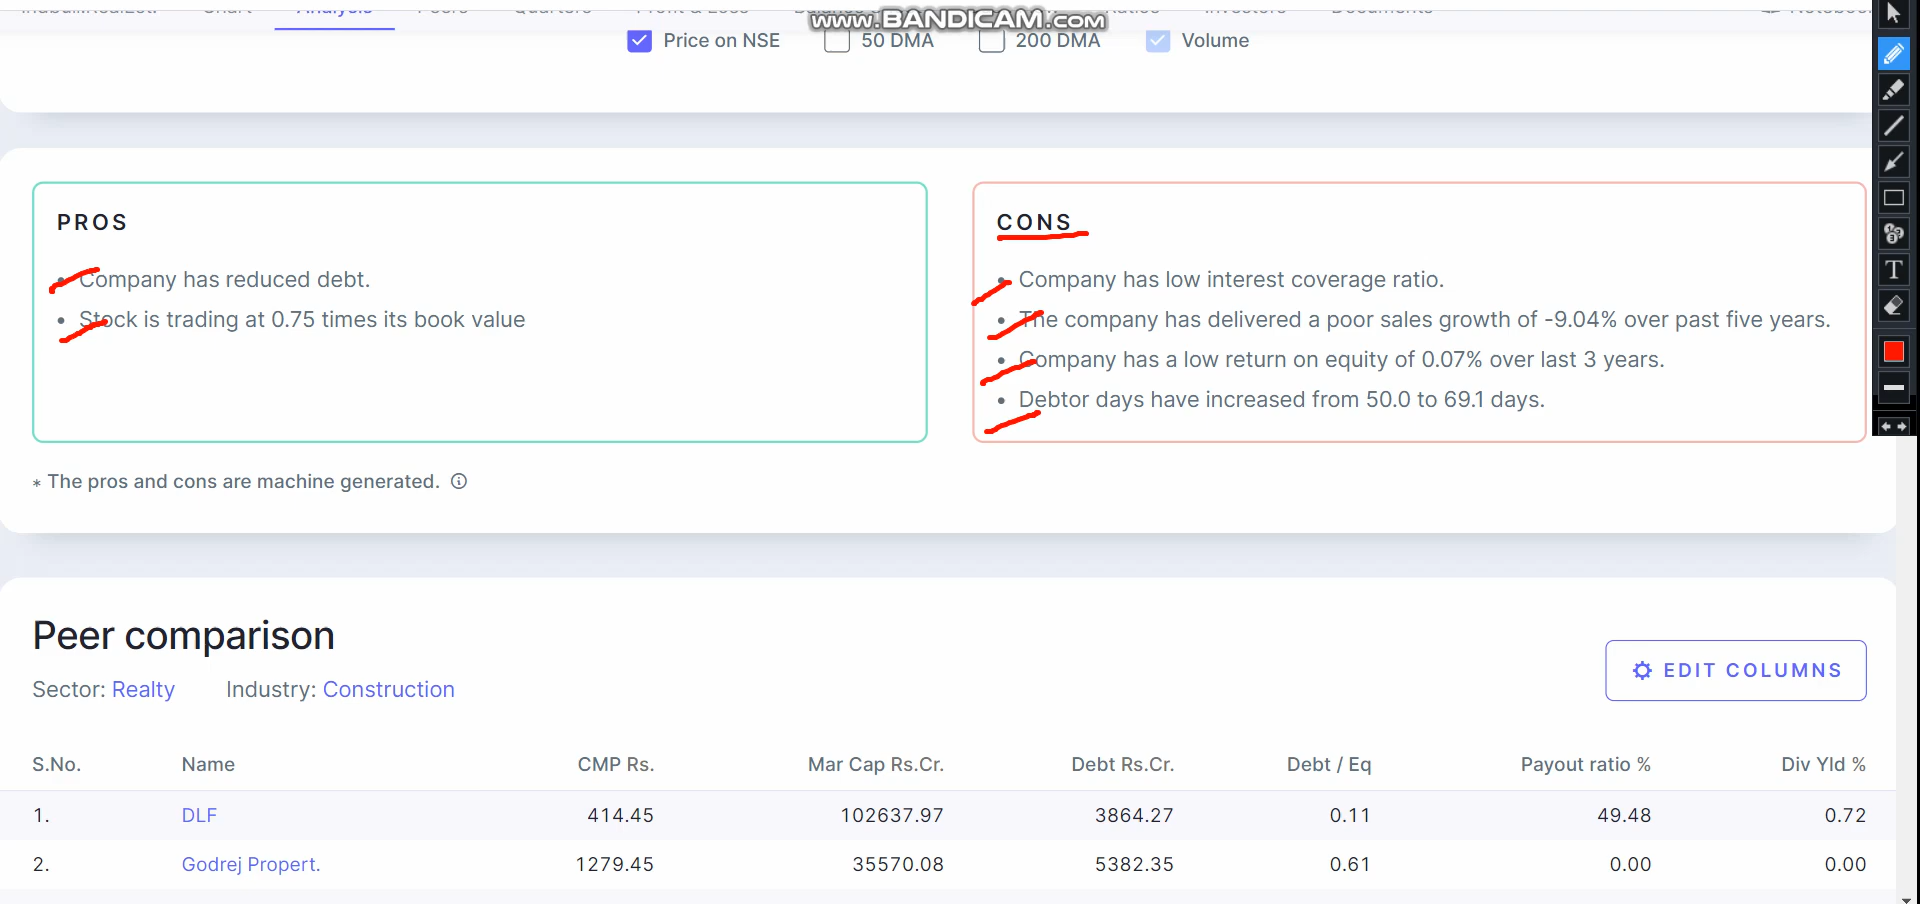 Analysis
www.BANDICAM.com
Price on NSE
50 DMA
200 DMA
Volume
PROS
• Company has reduced debt.
• Stock is trading at 0.75 times its book value
CONS
• Company has low interest coverage ratio.
• The company has delivered a poor sales growth of -9.04% over past five years.
• Company has a low return on equity of 0.07% over last 3 years.
• Debtor days have increased from 50.0 to 69.1 days.
* The pros and cons are machine generated.
Peer comparison
Sector: Realty Industry: Construction
EDIT COLUMNS
S.No. Name CMP Rs. Mar Cap Rs.Cr. Debt Rs.Cr. Debt / Eq Payout ratio % Div Yld %
1. DLF 414.45 102637.97 3864.27 0.11 49.48 0.72
2. Godrej Propert. 1279.45 35570.08 5382.35 0.61 0.00 0.00
T